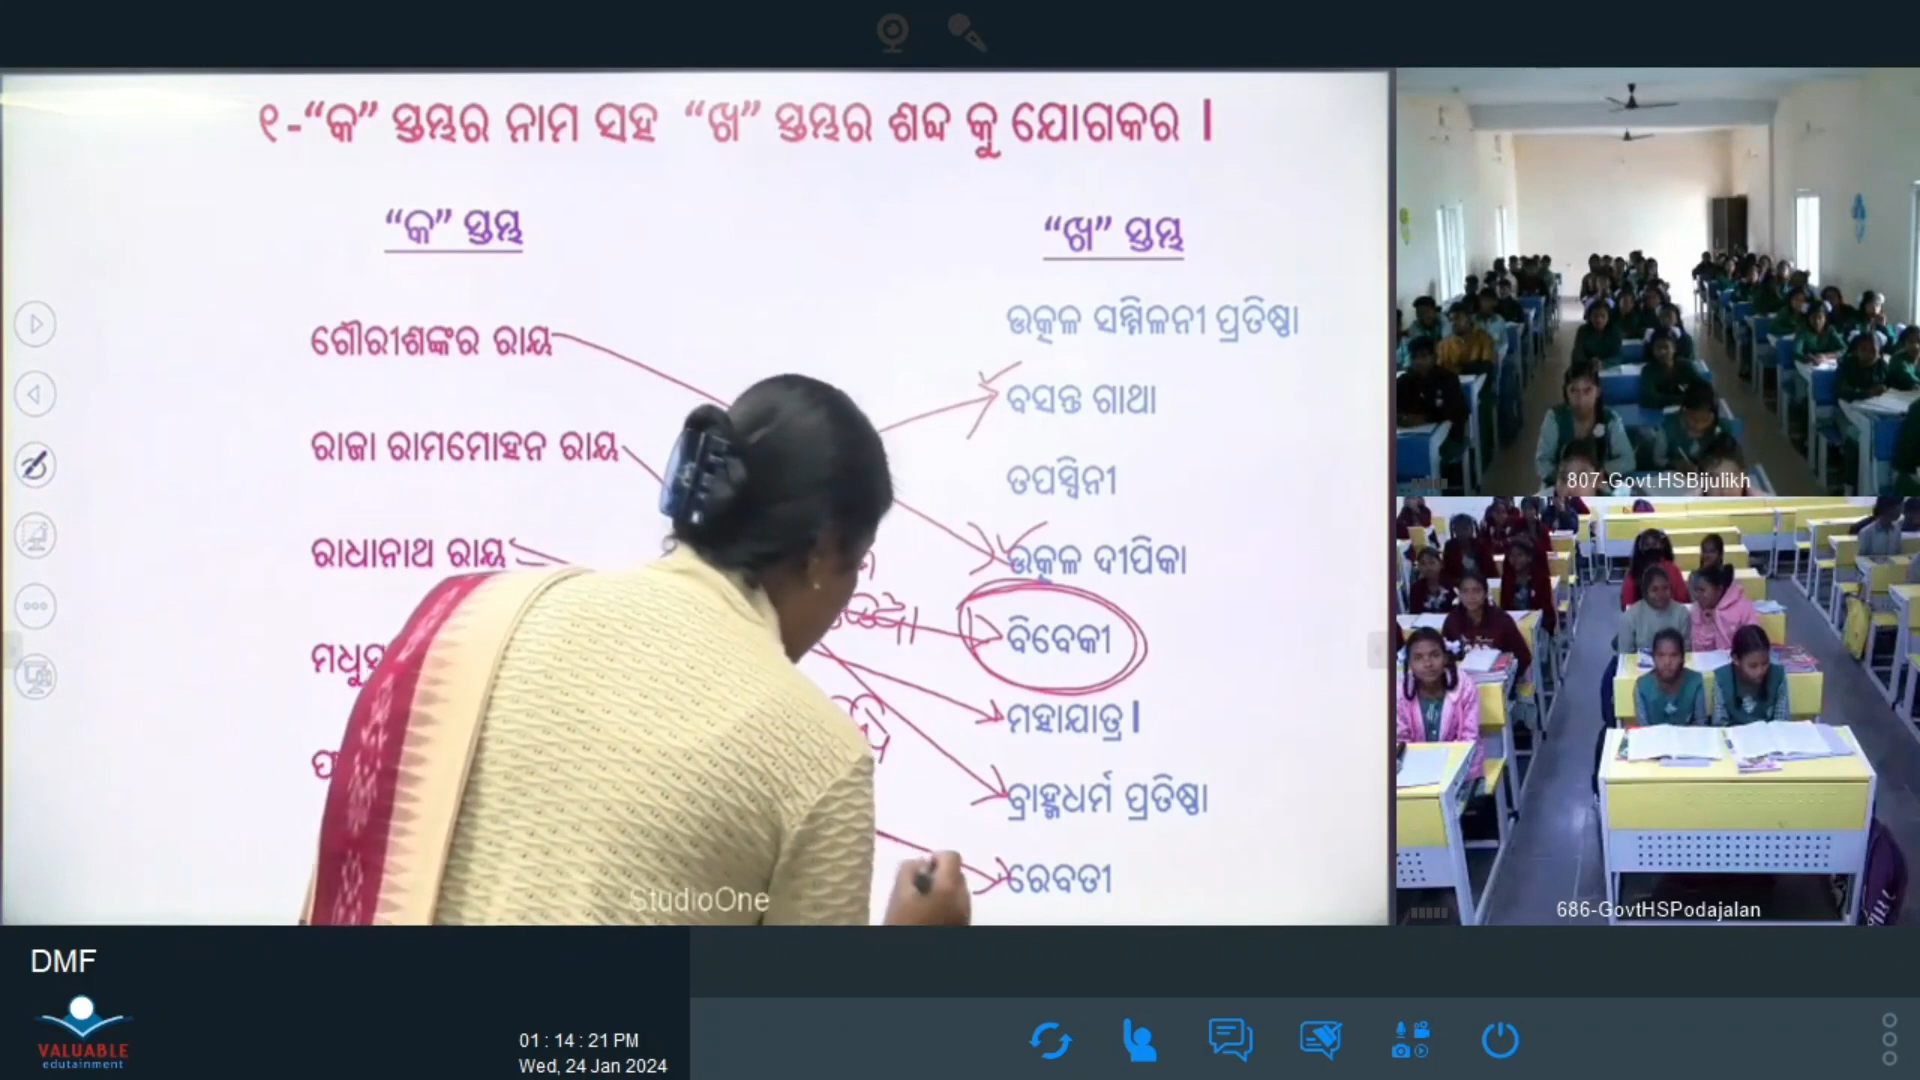 ୧-“କ” ସ୍ତମ୍ଭର ନାମ ସହ “ଖ” ସ୍ତମ୍ଭର ଶବ୍ଦ କୁ ଯୋଗକର ।
“କ” ସ୍ତମ୍ଭ
“ଖ” ସ୍ତମ୍ଭ
ଗୌରୀଶଙ୍କର ରାୟ
ରାଜା ରାମମୋହନ ରାୟ
ରାଧାନାଥ ରାୟ
ଉତ୍କଳ ସମ୍ମିଳନୀ ପ୍ରତିଷ୍ଠା
ବସନ୍ତ ଗାଥା
ତପସ୍ୱିନୀ
ଉତ୍କଳ ଦୀପିକା
ବିବେକୀ
ମହାଯାତ୍ରା
ବ୍ରାହ୍ମଧର୍ମ ପ୍ରତିଷ୍ଠା
ରେବତୀ
StudioOne
807-Govt.HSBijulikh
686-GovtHSPodajalan
DMF
VALUABLE
edutainment
01 : 14 : 21 PM
Wed, 24 Jan 2024